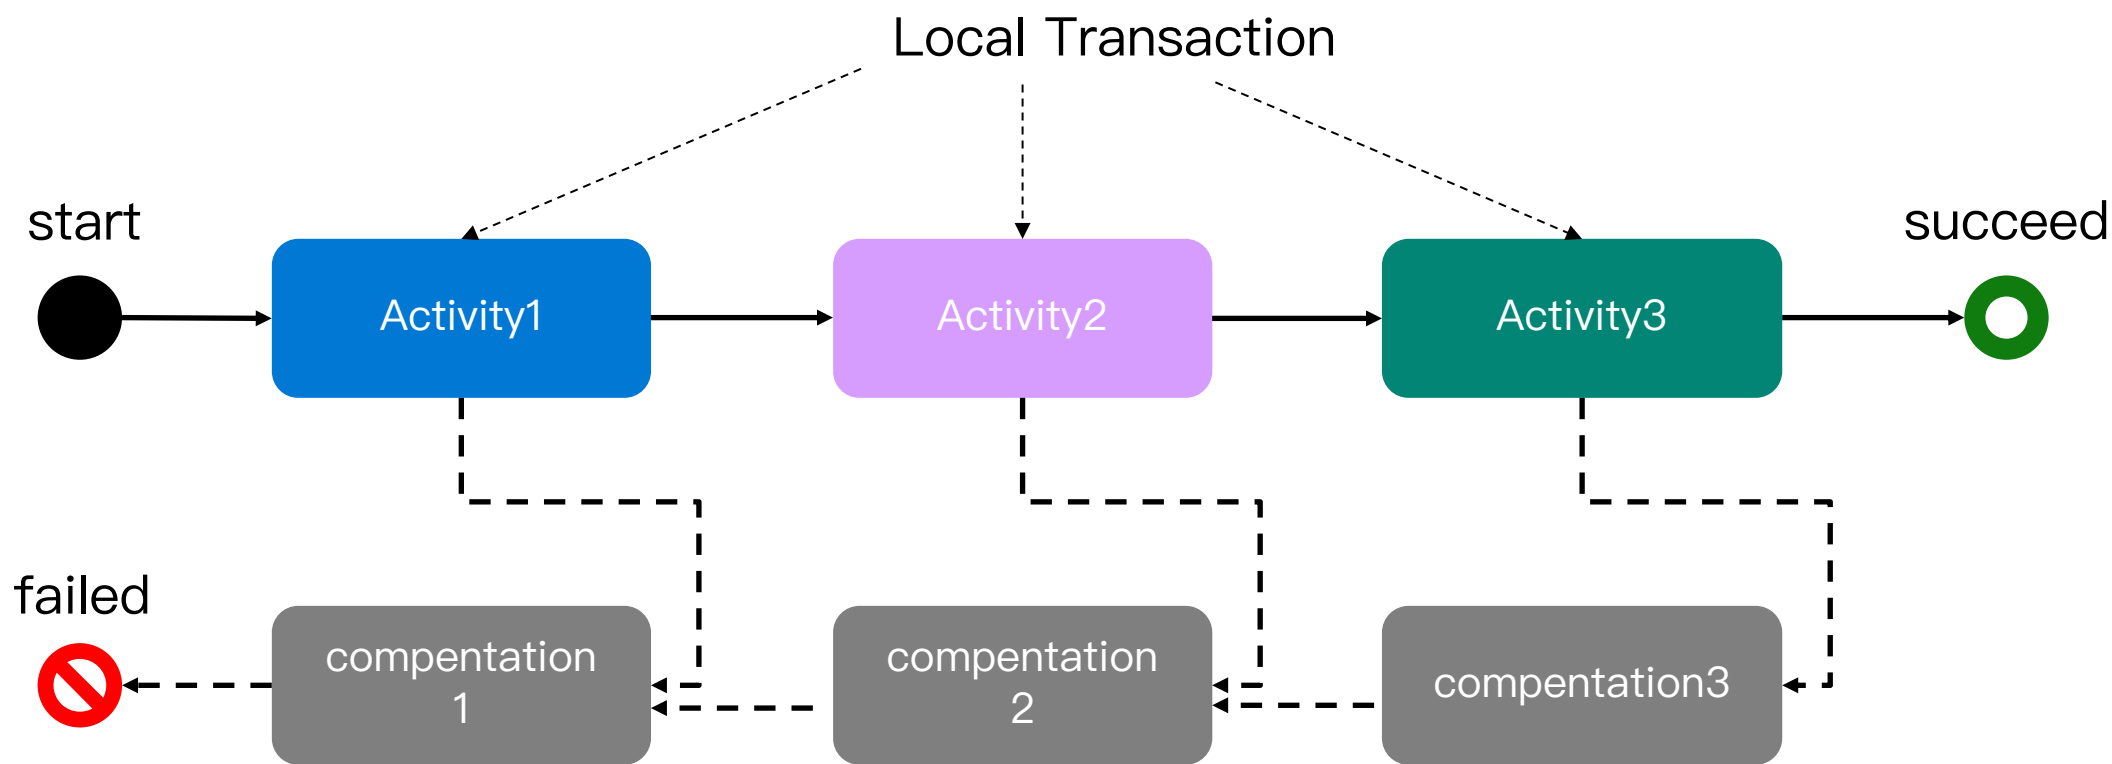 Local Transaction
start
succeed
Activity1
Activity2
Activity3
failed
compentation
1
compentation
2
compentation3